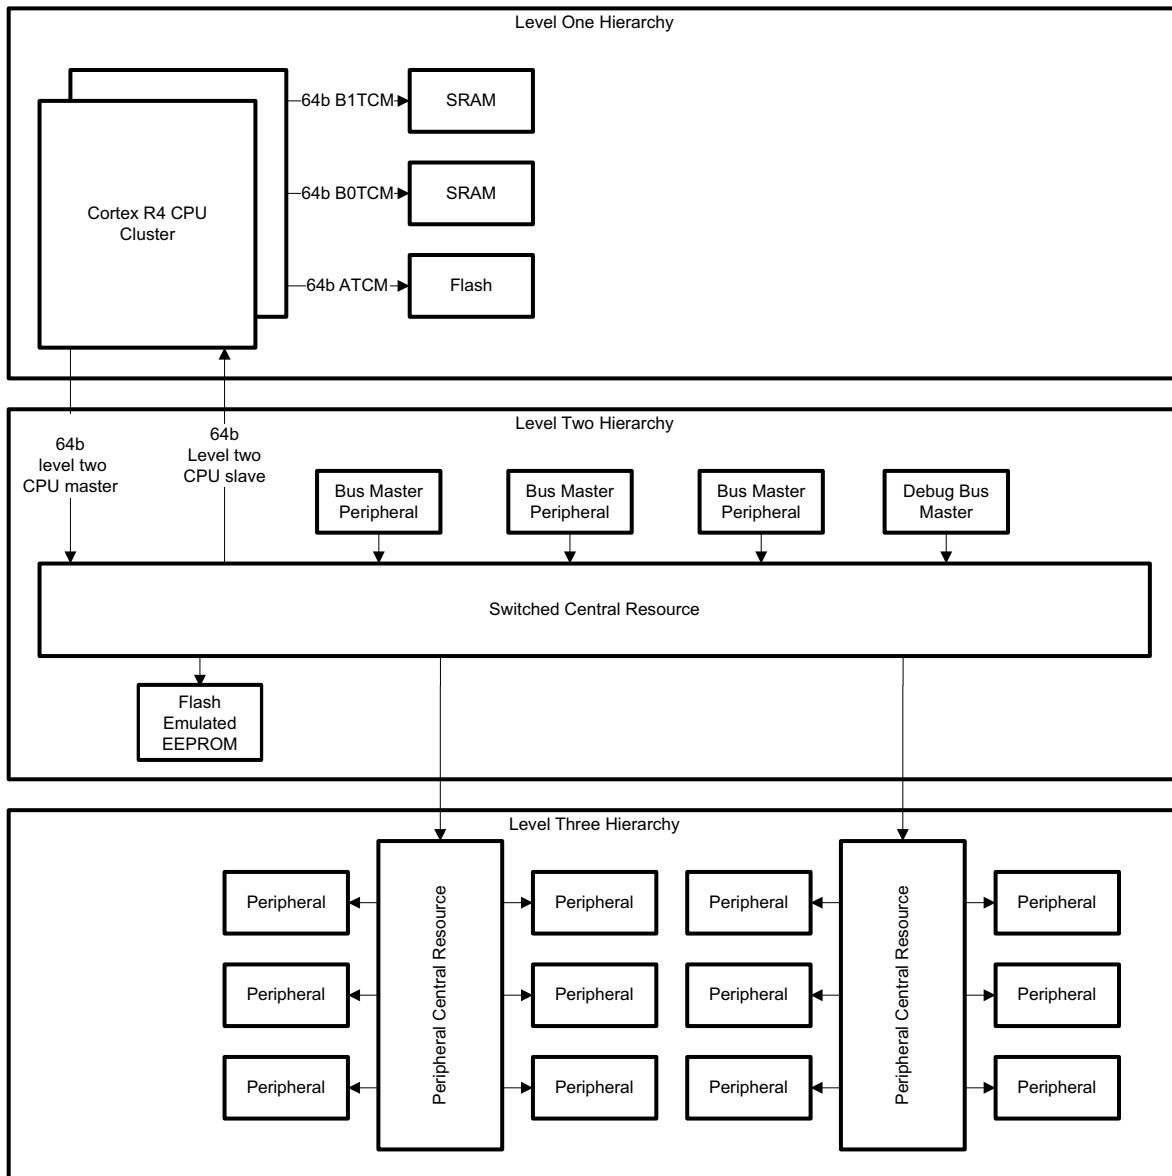 Level One Hierarchy
64b B1TCM
SRAM
64b B0TCM
SRAM
Cortex R4 CPU
Cluster
64b ATCM
Flash
Level Two Hierarchy
64b
level two
CPU master
64b
Level two
CPU slave
Bus Master
Peripheral
Bus Master
Peripheral
Bus Master
Peripheral
Debug Bus
Master
Switched Central Resource
Flash
Emulated
EEPROM
Level Three Hierarchy
Peripheral
Peripheral
Peripheral
Peripheral Central Resource
Peripheral
Peripheral
Peripheral
Peripheral
Peripheral
Peripheral
Peripheral Central Resource
Peripheral
Peripheral
Peripheral